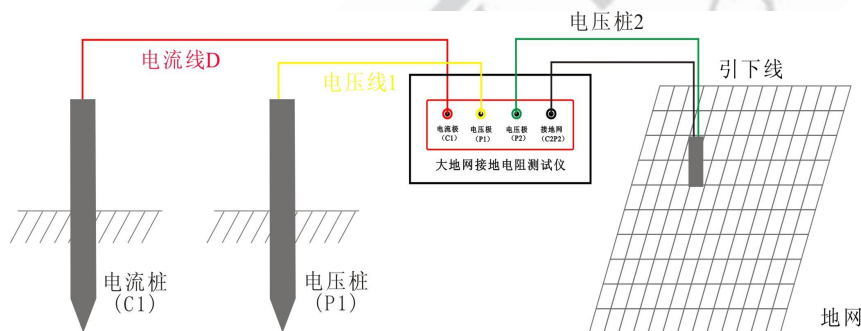 电压桩2
电流线D
电压线1
引下线
电流极 电压极 电压极 接地网
(C1) (P1) (P2) (C2P2)
大地网接地电阻测试仪
电流桩
(C1)
电压桩
(P1)
地网